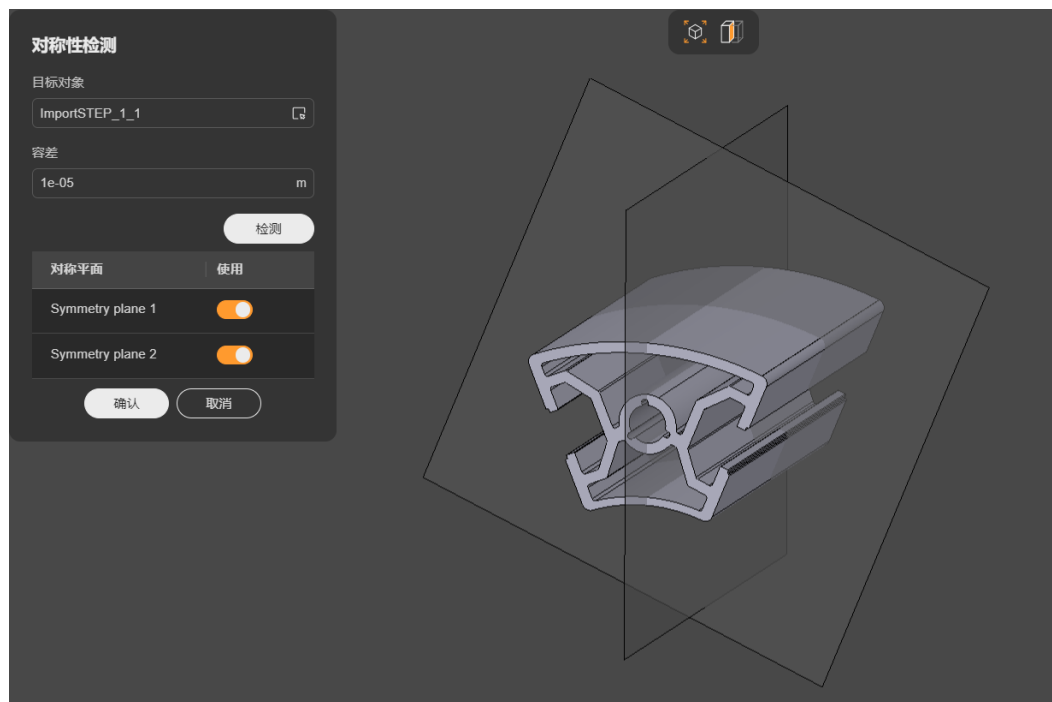 对称性检测
目标对象
ImportSTEP_1_1
容差
1e-05 m
检测
对称平面 使用
Symmetry plane 1
Symmetry plane 2
确认 取消